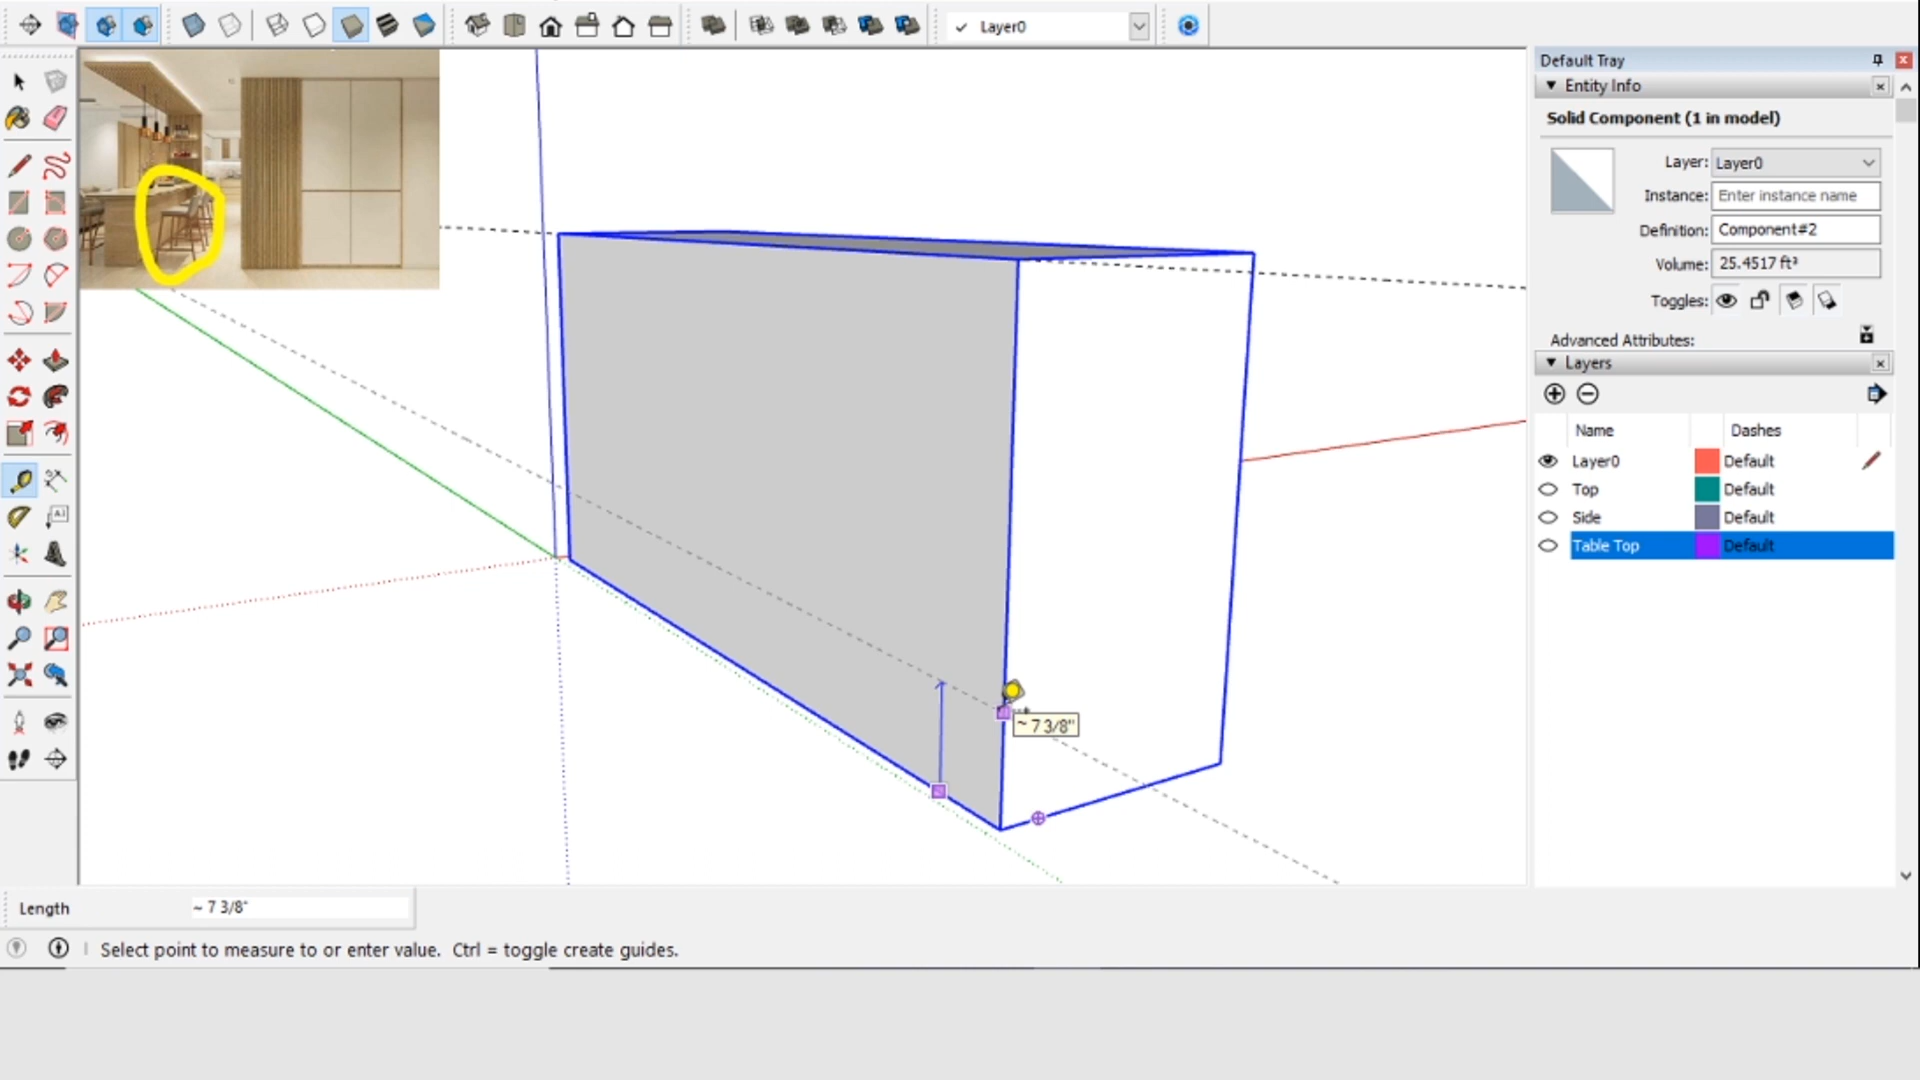 Layer0
Default Tray
Entity Info
Solid Component (1 in model)
Layer: Layer0
Instance: Enter instance name
Definition: Component#2
Volume: 25.4517 ft³
Toggles:
Advanced Attributes:
Layers
Name Dashes
Layer0 Default
Top Default
Side Default
Table Top Default
~ 7 3/8"
Length ~ 7 3/8"
Select point to measure to or enter value. Ctrl = toggle create guides.